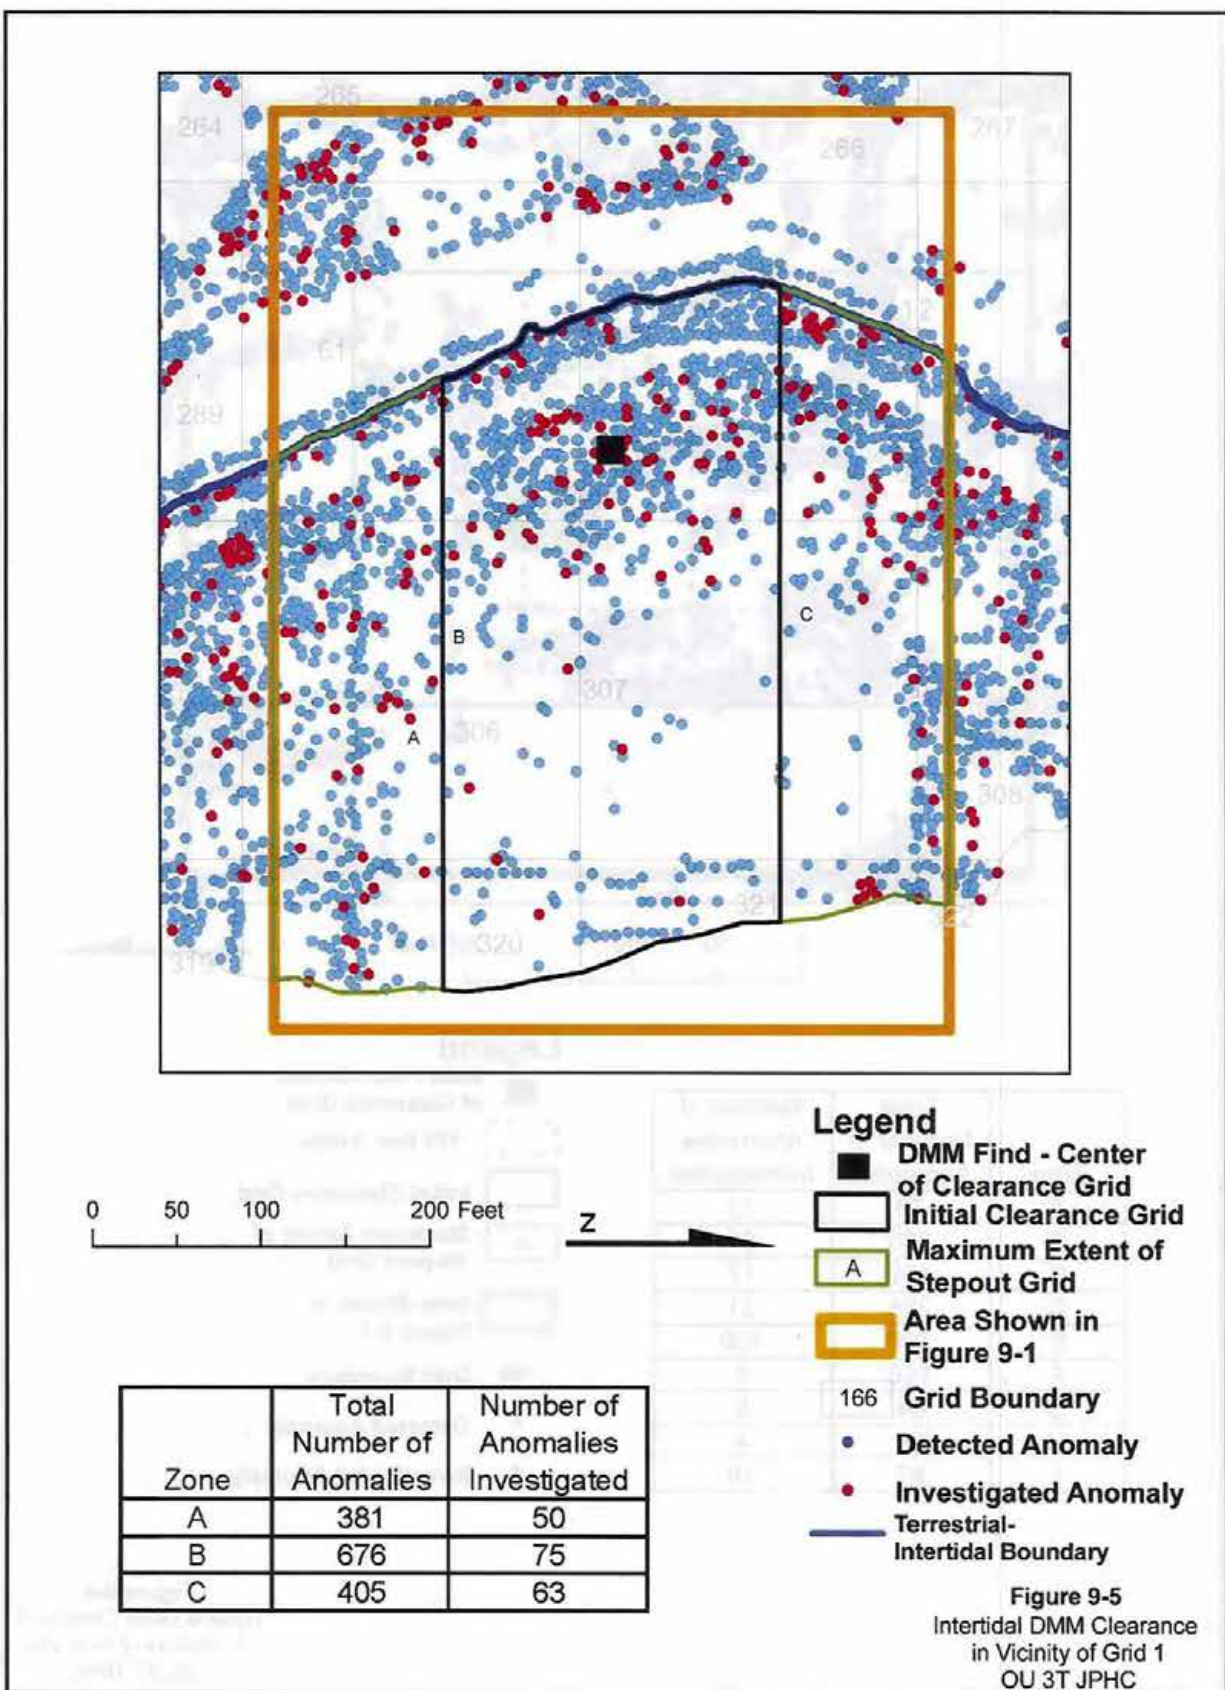 265
264
266
267
12
61
289
B
C
307
A
306
308
321
322
320
319
Legend
DMM Find - Center
of Clearance Grid
Initial Clearance Grid
A
Maximum Extent of
Stepout Grid
Area Shown in
Figure 9-1
166 Grid Boundary
Detected Anomaly
Investigated Anomaly
Terrestrial-
Intertidal Boundary
0 50 100 200 Feet
Z
Total Number of
Number of Anomalies
Zone Anomalies Investigated
A 381 50
B 676 75
C 405 63
Figure 9-5
Intertidal DMM Clearance
in Vicinity of Grid 1
OU 3T JPHC